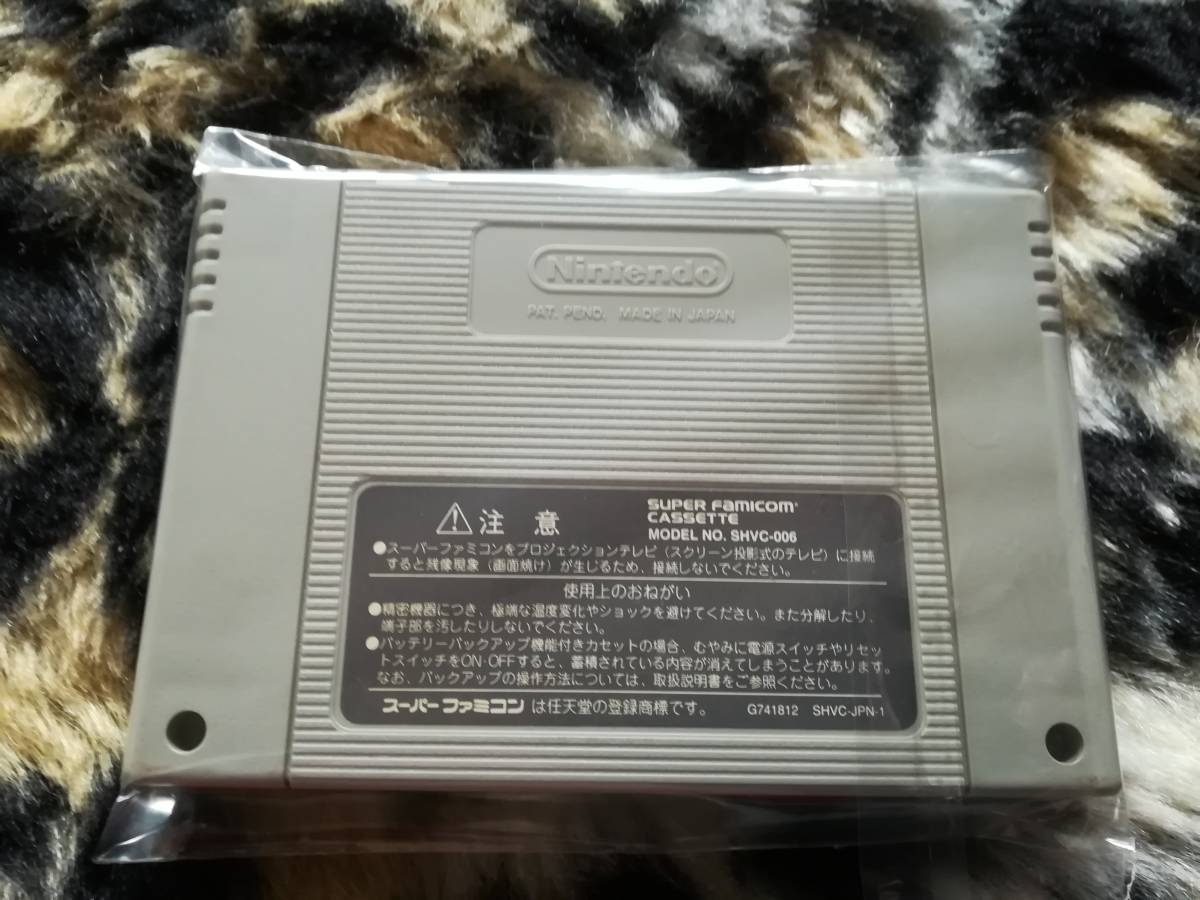 Nintendo
PAT. PEND. MADE IN JAPAN
⚠注意
SUPER FAMICOM
CASSETTE
MODEL NO. SHVC-006
●スーパーファミコンをプロジェクションテレビ（スクリーン投影式のテレビ）に接続
すると残像現象（画面焼け）が生じるため、接続しないでください。
使用上のおねがい
●精密機器につき、極端な温度変化やショックを避けてください。また分解したり、
端子部を汚したりしないでください。
●バッテリーバックアップ機能付きカセットの場合、むやみに電源スイッチやリセッ
トスイッチをON・OFFすると、蓄積されている内容が消えてしまうことがあります。
なお、バックアップの操作方法については、取扱説明書をご参照ください。
スーパーファミコンは任天堂の登録商標です。 G741812 SHVC-JPN-1